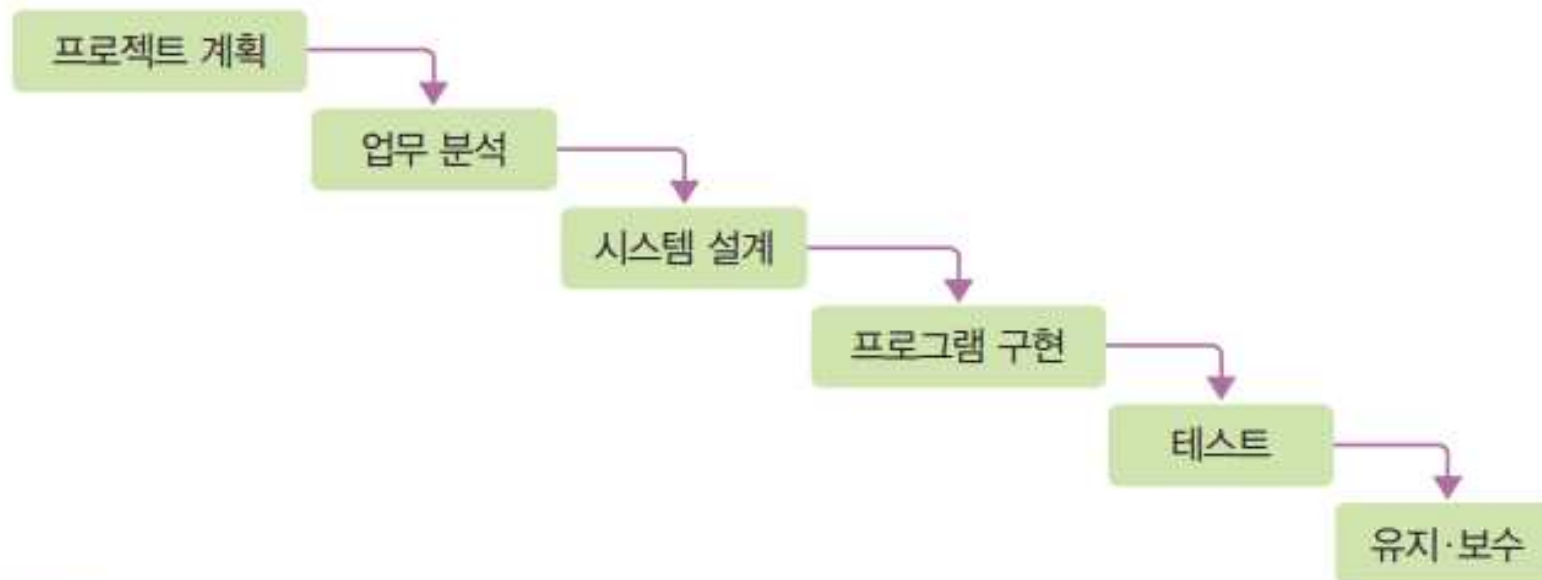 프로젝트 계획
업무 분석
시스템 설계
프로그램 구현
테스트
유지·보수